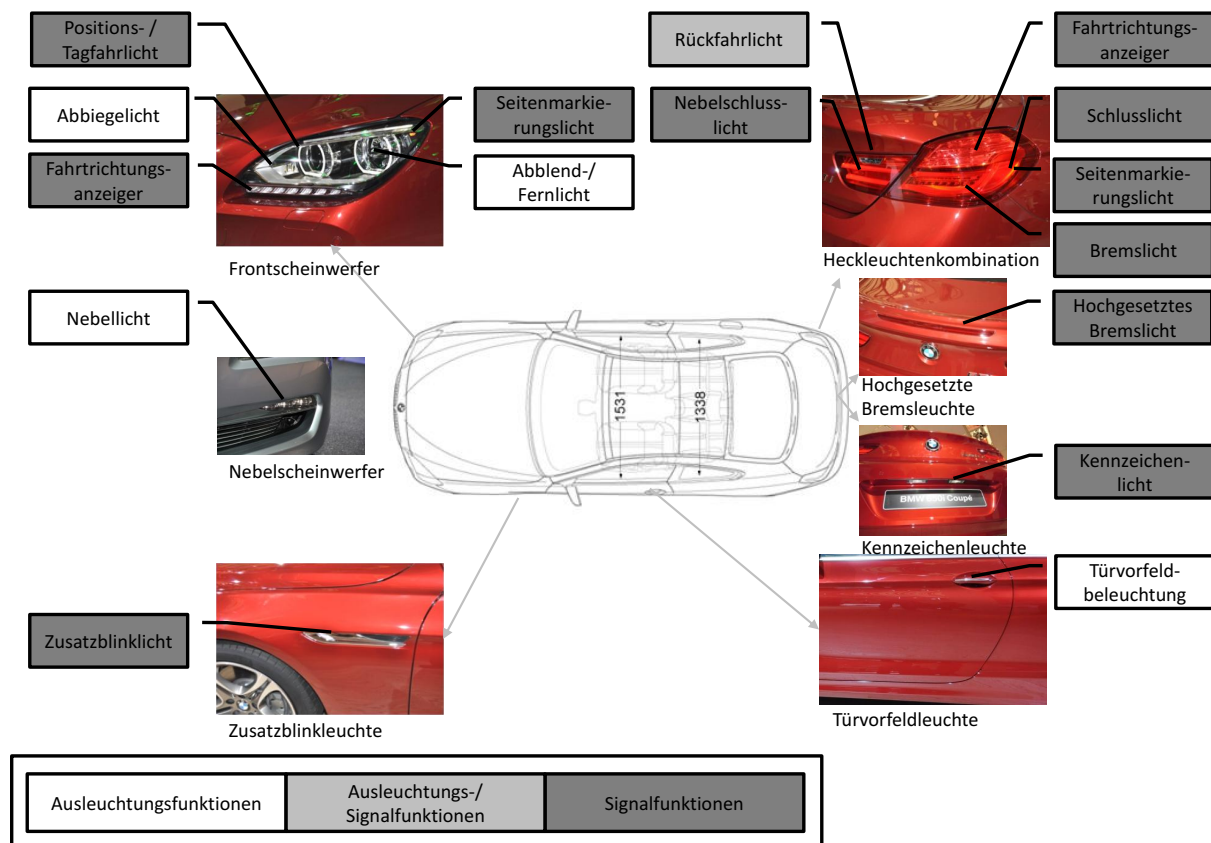 Positions- /
Tagfahrlicht
Abbiegelicht
Fahrtrichtungs-
anzeiger
Seitenmarkie-
rungslicht
Abblend-/
Fernlicht
Frontscheinwerfer
Rückfahrlicht
Nebelschluss-
licht
Fahrtrichtungs-
anzeiger
Schlusslicht
Seitenmarkie-
rungslicht
Bremslicht
Heckleuchtenkombination
Nebellicht
Nebelscheinwerfer
1531
1338
Hochgesetztes
Bremslicht
Hochgesetzte
Bremsleuchte
Kennzeichen-
licht
Kennzeichenleuchte
Türvorfeld-
beleuchtung
Türvorfeldleuchte
Zusatzblinklicht
Zusatzblinkleuchte
Ausleuchtungsfunktionen
Ausleuchtungs-/
Signalfunktionen
Signalfunktionen
BMW Coupé